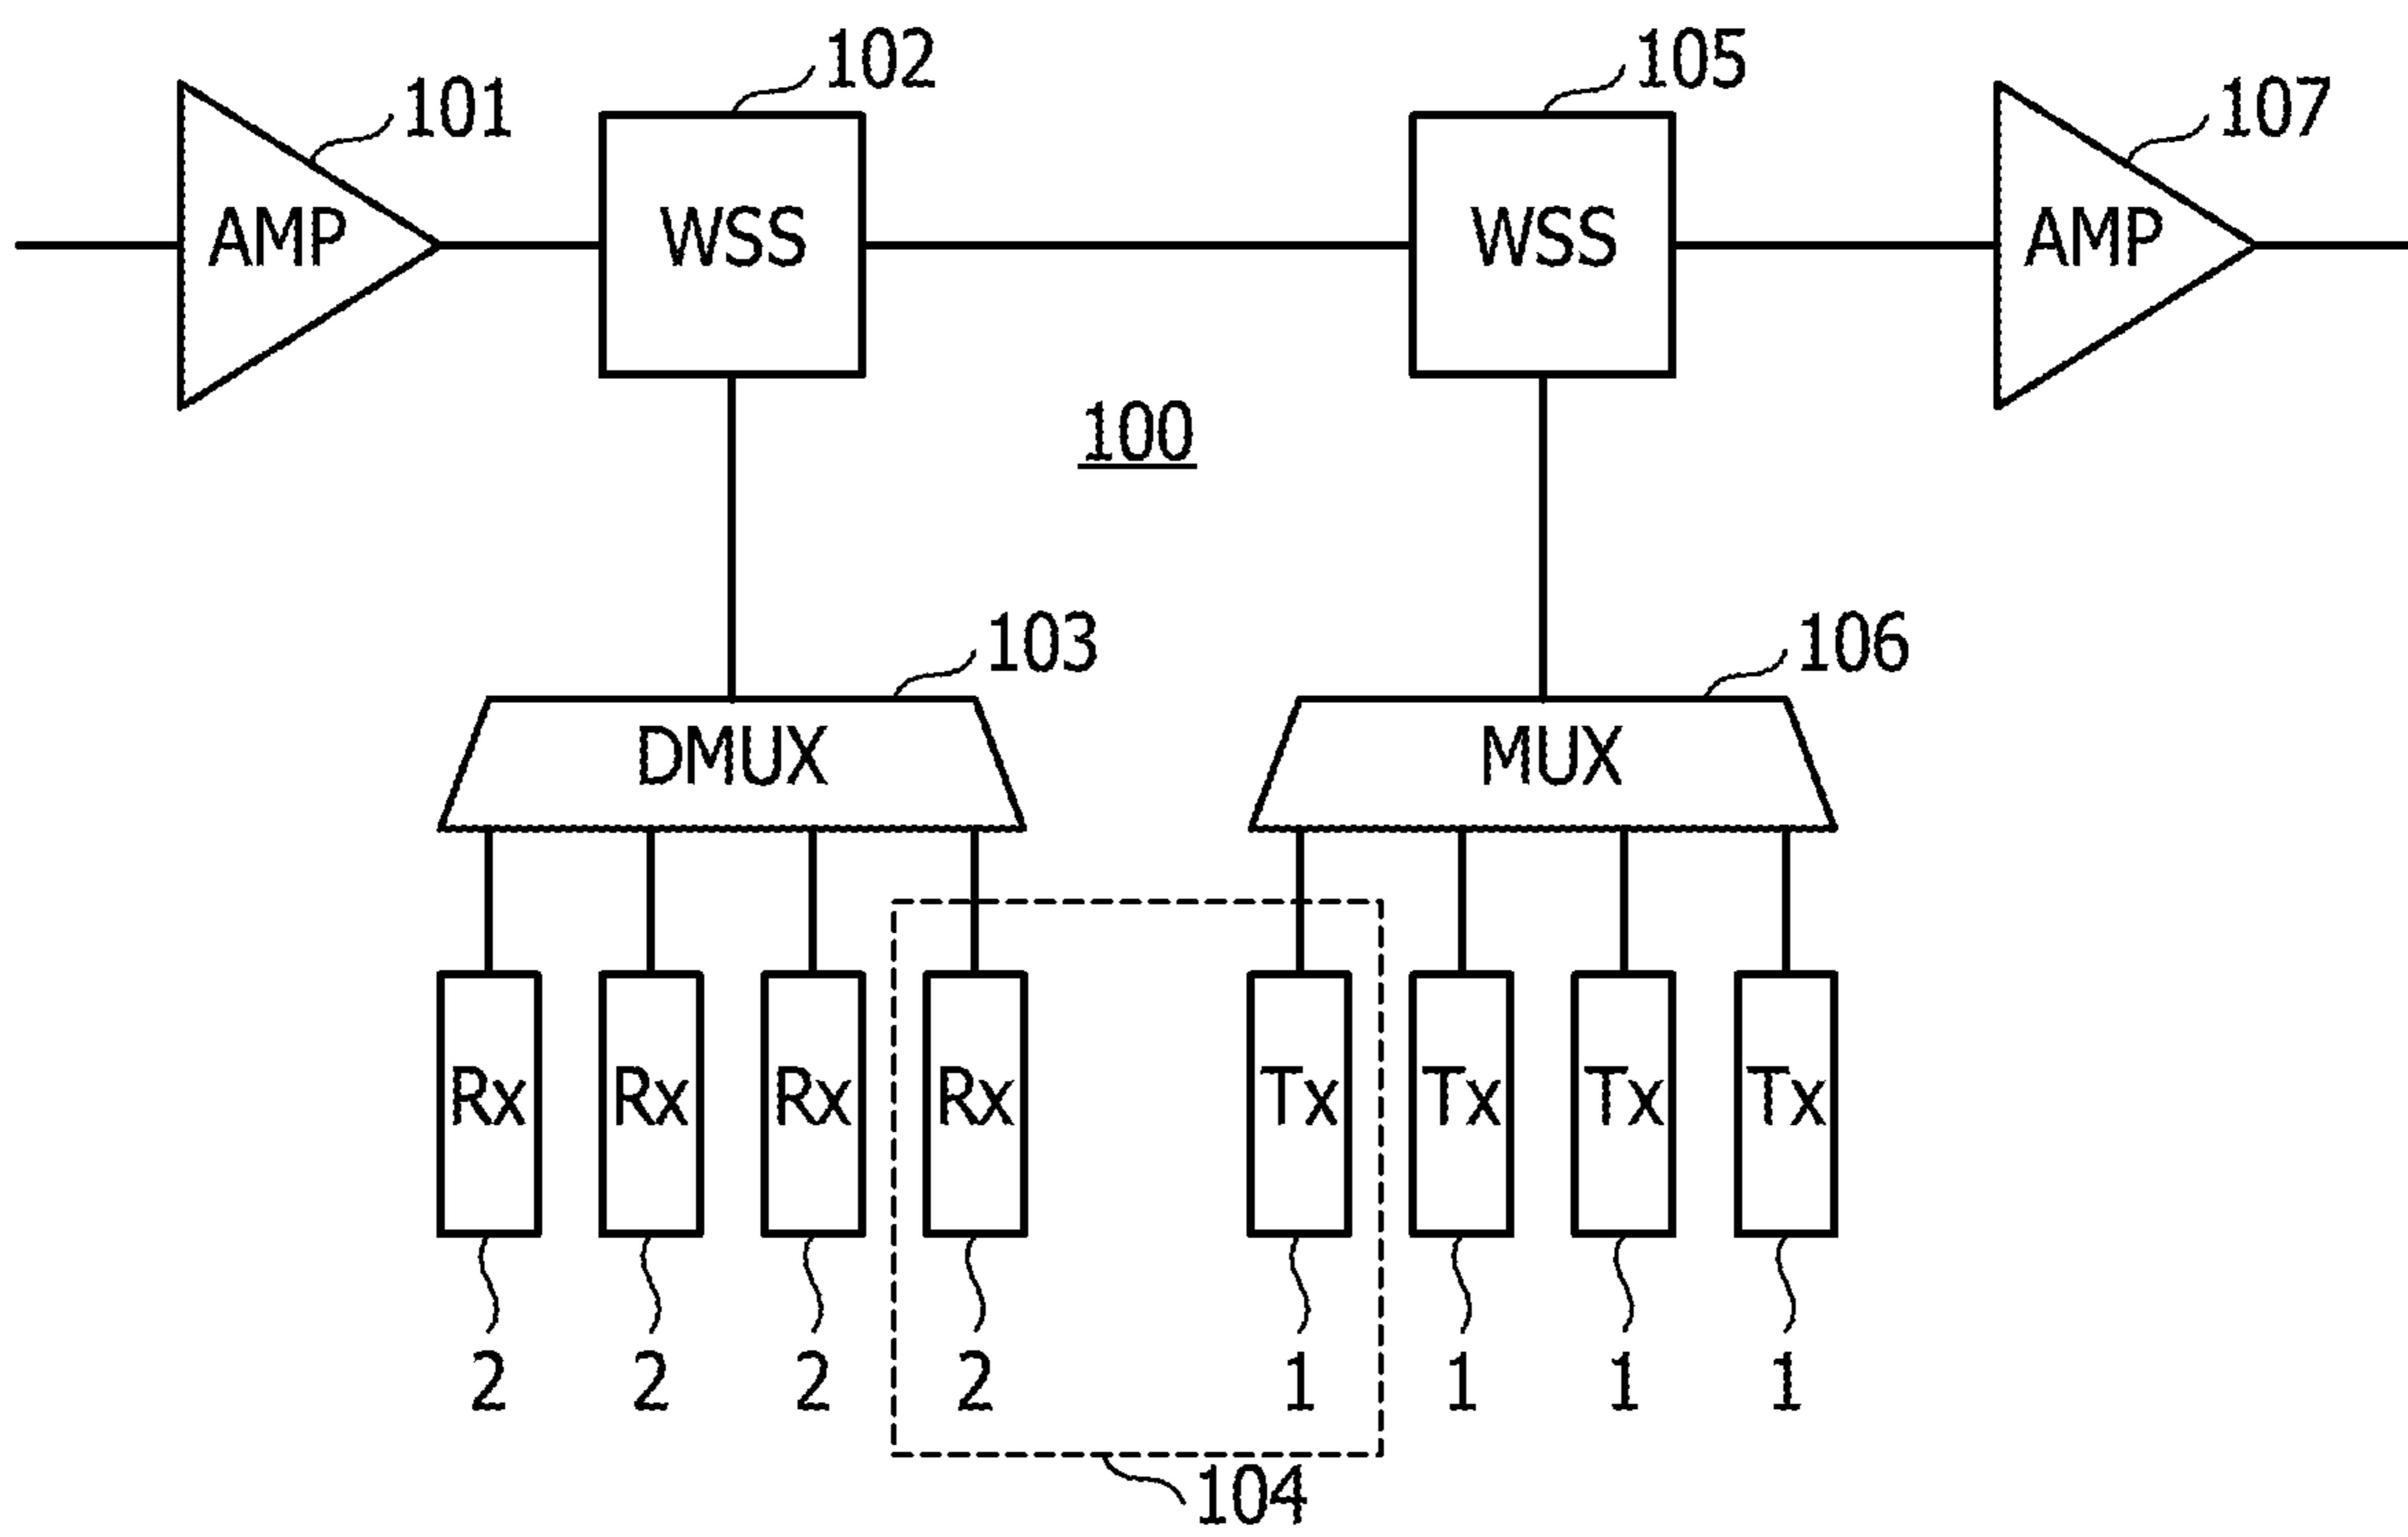 102 105
101 107
AMP WSS WSS AMP
100
103 106
DMUX MUX
Rx Rx Rx Rx Tx Tx Tx Tx
2 2 2 2 1 1 1 1
104